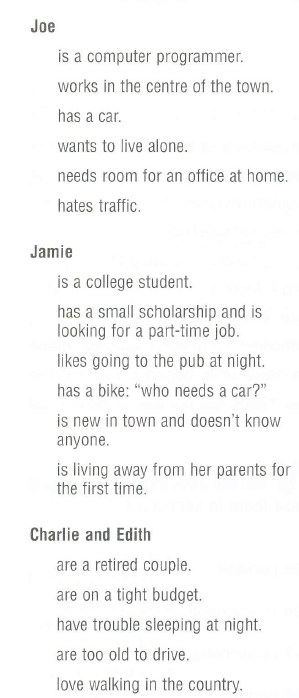 Joe
is a computer programmer.
works in the centre of the town.
has a car.
wants to live alone.
needs room for an office at home.
hates traffic.
Jamie
is a college student.
has a small scholarship and is
looking for a part-time job.
likes going to the pub at night.
has a bike: “who needs a car?”
is new in town and doesn’t know
anyone.
is living away from her parents for
the first time.
Charlie and Edith
are a retired couple.
are on a tight budget.
have trouble sleeping at night.
are too old to drive.
love walking in the country.